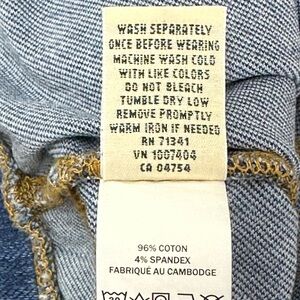 WASH SEPARATELY
ONCE BEFORE WEARING
MACHINE WASH COLD
WITH LIKE COLORS
DO NOT BLEACH
TUMBLE DRY LOW
REMOVE PROMPTLY
WARM IRON IF NEEDED
RN 71341
VN 1007404
CA 04754
96% COTON
4% SPANDEX
FABRIQUÉ AU CAMBODGE